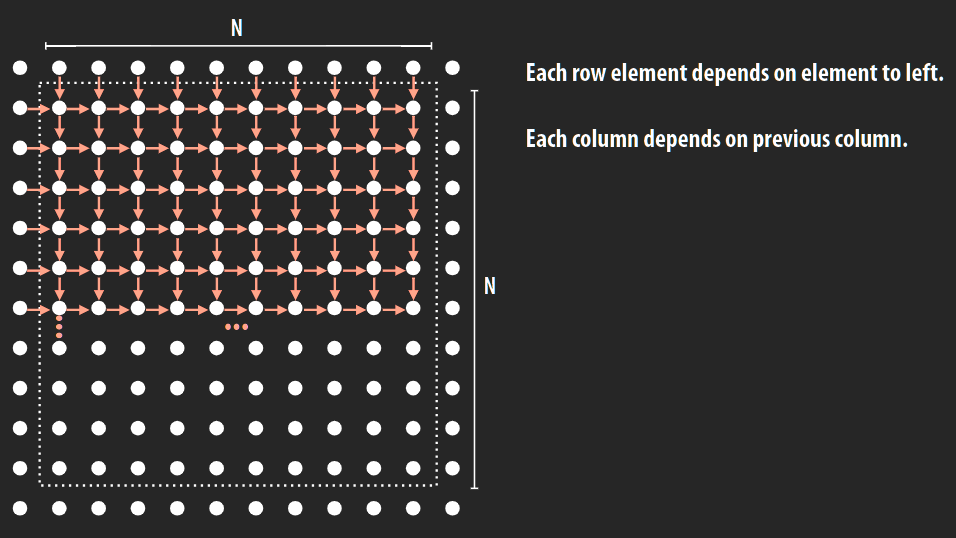 N
Each row element depends on element to left.
Each column depends on previous column.
N